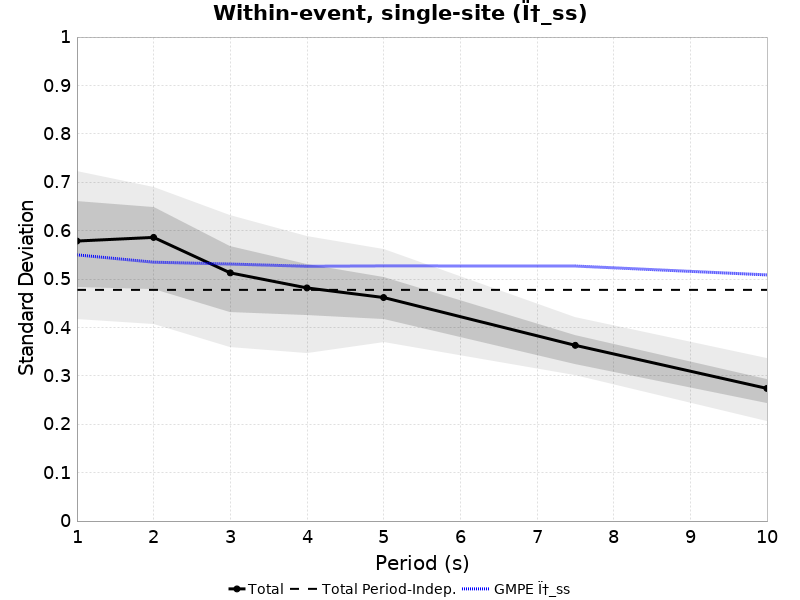 Within-event, single-site (Ï†_ss)
Standard Deviation
1
0.9
0.8
0.7
0.6
0.5
0.4
0.3
0.2
0.1
0
1 2 3 4 5 6 7 8 9 10
Period (s)
Total Total Period-Indep. GMPE Ï†_ss